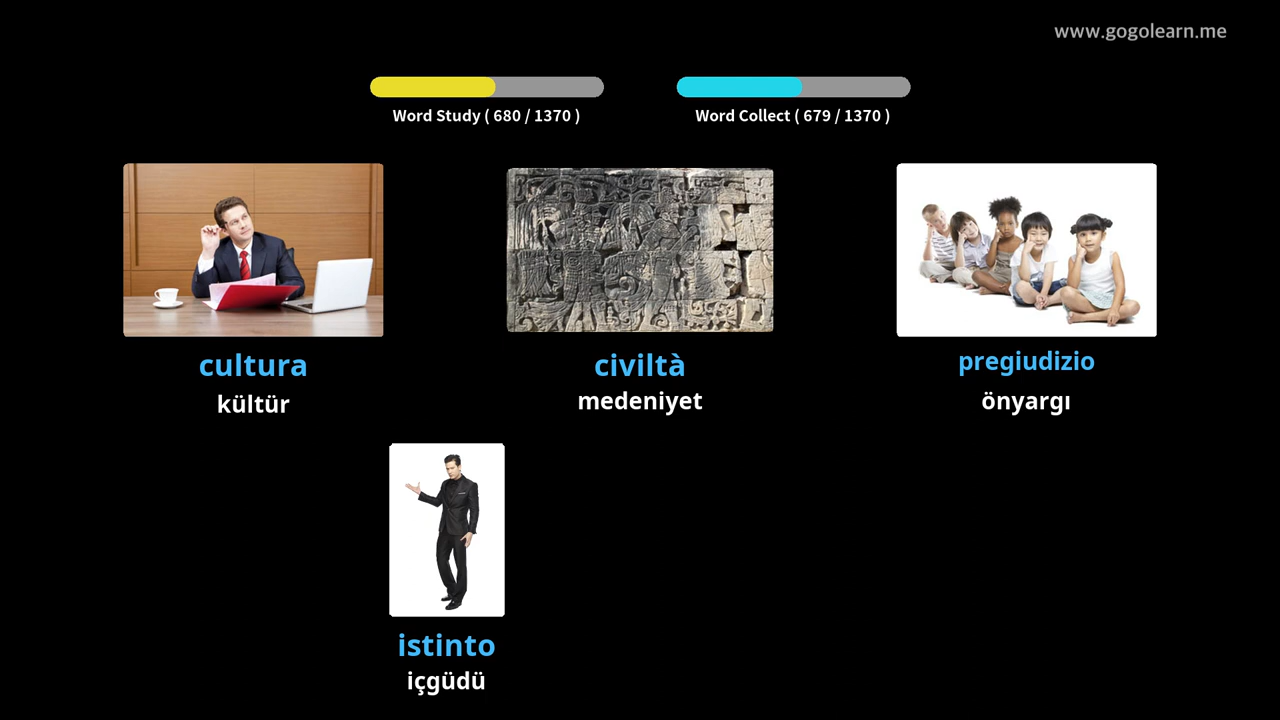 www.gogolearn.me
Word Study ( 680 / 1370 )
Word Collect ( 679 / 1370 )
cultura
kültür
civiltà
medeniyet
pregiudizio
önyargı
istinto
içgüdü